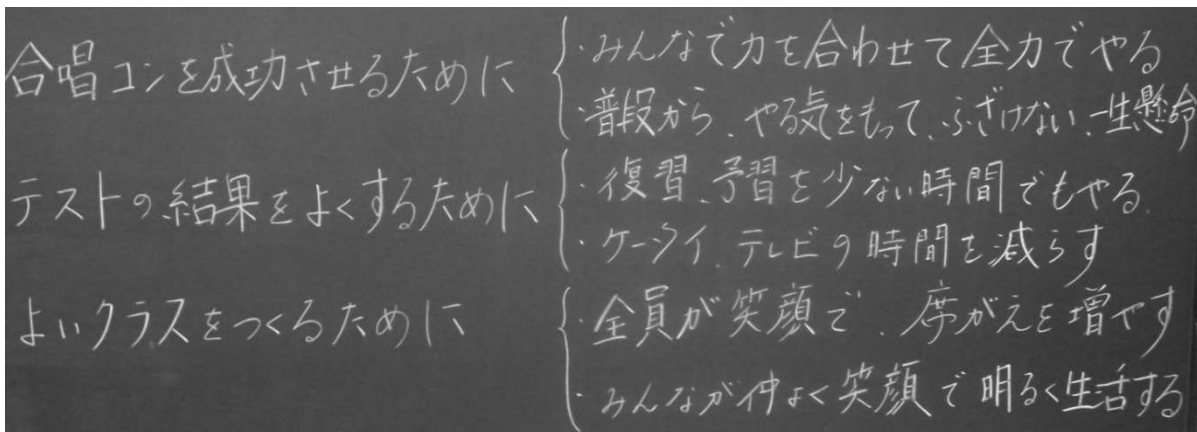 合唱コンを成功させるために
・みんなで力を合わせて全力でやる
・普段から、やる気をもって、ふざけない、一生懸命
テストの結果をよくするために
・復習、予習を少ない時間でもやる
・ケータイ、テレビの時間を減らす
よいクラスをつくるために
・全員が笑顔で、席がえを増やす
・みんなが仲よく笑顔で明るく生活する